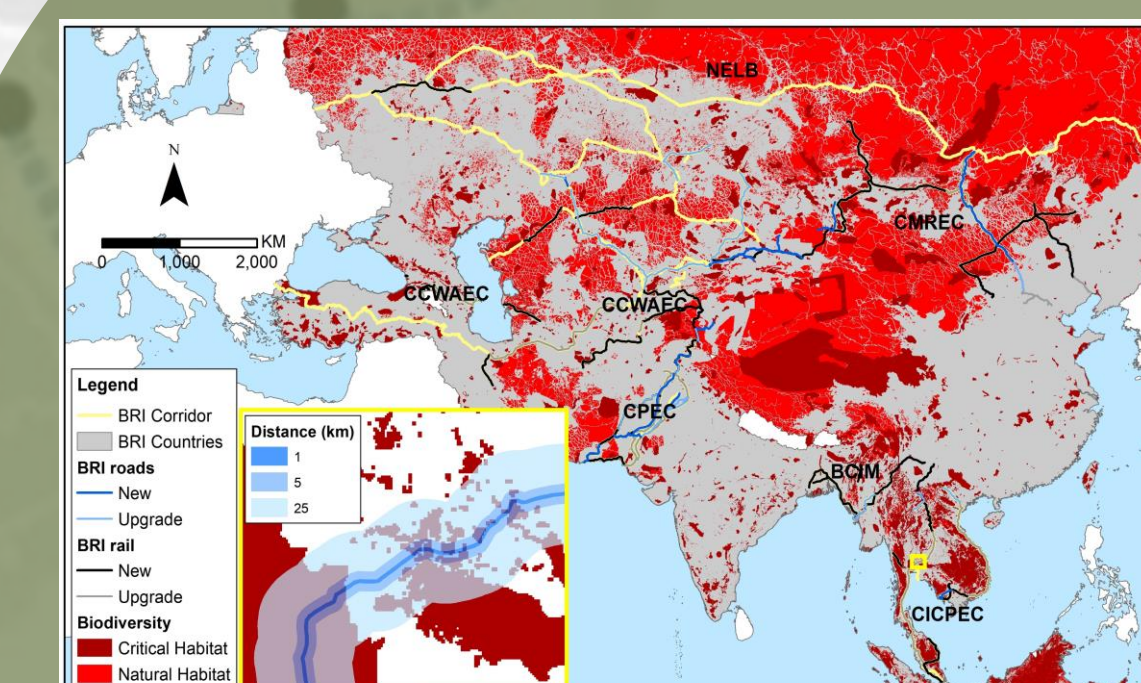 NELB
N
CMREC
KM
0 1,000 2,000
CCWAEC
CCWAEC
Legend
BRI Corridor
BRI Countries
BRI roads
New
Upgrade
BRI rail
New
Upgrade
Biodiversity
Critical Habitat
Natural Habitat
Distance (km)
1
5
25
CPEC
BCIM
CICPEC